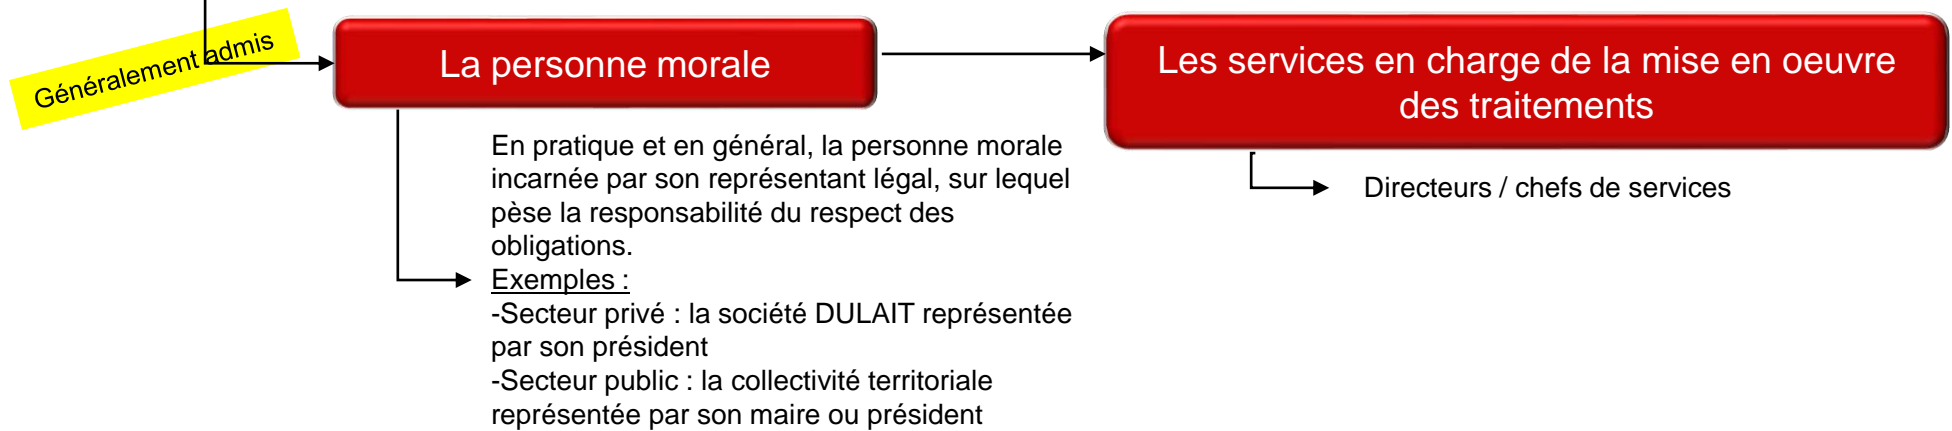 Généralement admis
La personne morale
Les services en charge de la mise en oeuvre
des traitements
En pratique et en général, la personne morale
incarnée par son représentant légal, sur lequel
pèse la responsabilité du respect des
obligations.
Exemples :
-Secteur privé : la société DULAIT représentée
par son président
-Secteur public : la collectivité territoriale
représentée par son maire ou président
Directeurs / chefs de services